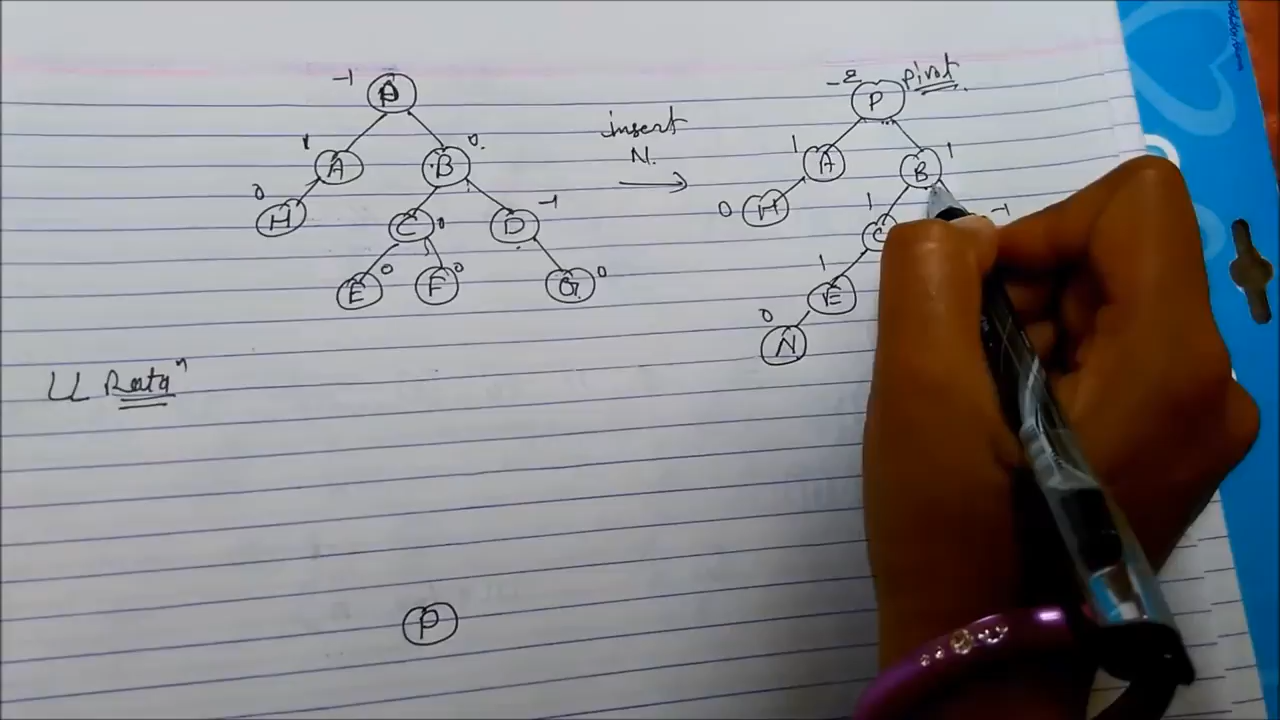 -1 P
1 A B 0
0 H C 0 D -1
E 0 F 0 G 0
insert
N.
-2 P pivot
1 A B 1
0 H 1 C -1
1 E
0 N
LL Rotaⁿ
P